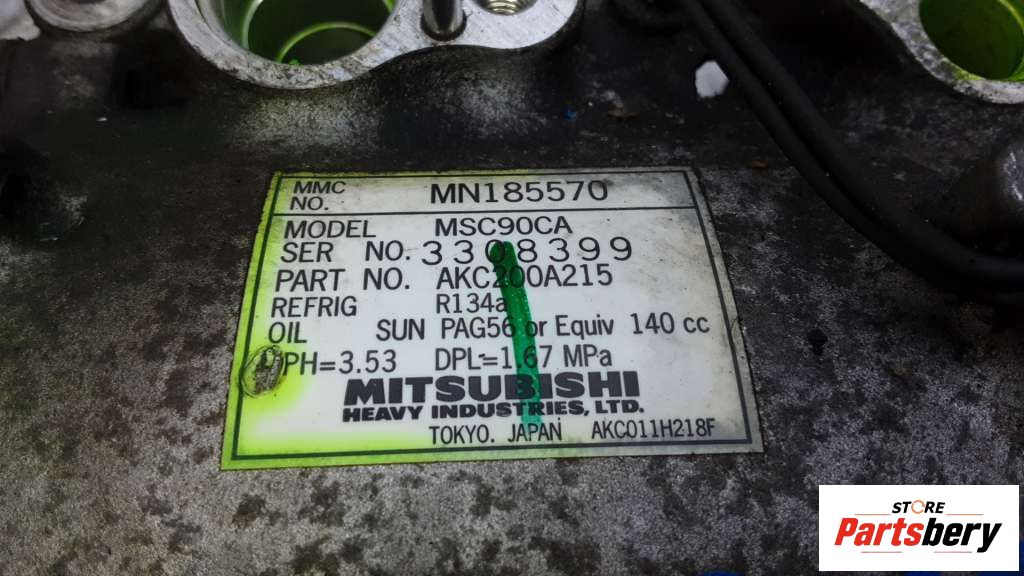 MMC NO. MN185570
MODEL MSC90CA
SER NO. 3308399
PART NO. AKC200A215
REFRIG R134a
OIL SUN PAG56 or Equiv 140 cc
DPH=3.53 DPL=1.67 MPa
MITSUBISHI
HEAVY INDUSTRIES, LTD.
TOKYO. JAPAN AKC011H218F
STORE
Partsbery